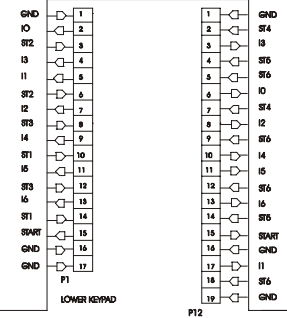 GND 1 1 GND
I0 2 2 ST4
ST2 3 3 I3
I3 4 4 ST5
I1 5 5 ST6
ST2 6 6 I0
I2 7 7 ST4
ST3 8 8 I2
I4 9 9 ST6
ST1 10 10 I4
I5 11 11 I5
ST3 12 12 ST6
I6 13 13 I6
ST1 14 14 ST5
START 15 15 START
GND 16 16 GND
GND 17 17 I1
P1 18 ST6
LOWER KEYPAD 19 GND
P12